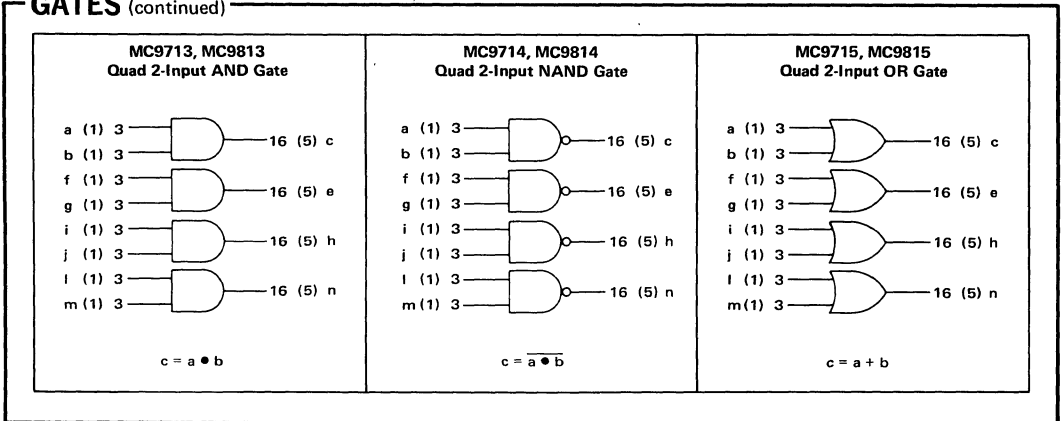 GATES (continued)
MC9713, MC9813
Quad 2-Input AND Gate
a (1) 3
b (1) 3
16 (5) c
f (1) 3
g (1) 3
16 (5) e
i (1) 3
j (1) 3
16 (5) h
l (1) 3
m (1) 3
16 (5) n
c = a ● b
MC9714, MC9814
Quad 2-Input NAND Gate
a (1) 3
b (1) 3
16 (5) c
f (1) 3
g (1) 3
16 (5) e
i (1) 3
j (1) 3
16 (5) h
l (1) 3
m (1) 3
16 (5) n
c = a̅ ̅●̅ ̅b̅
MC9715, MC9815
Quad 2-Input OR Gate
a (1) 3
b (1) 3
16 (5) c
f (1) 3
g (1) 3
16 (5) e
i (1) 3
j (1) 3
16 (5) h
l (1) 3
m (1) 3
16 (5) n
c = a + b